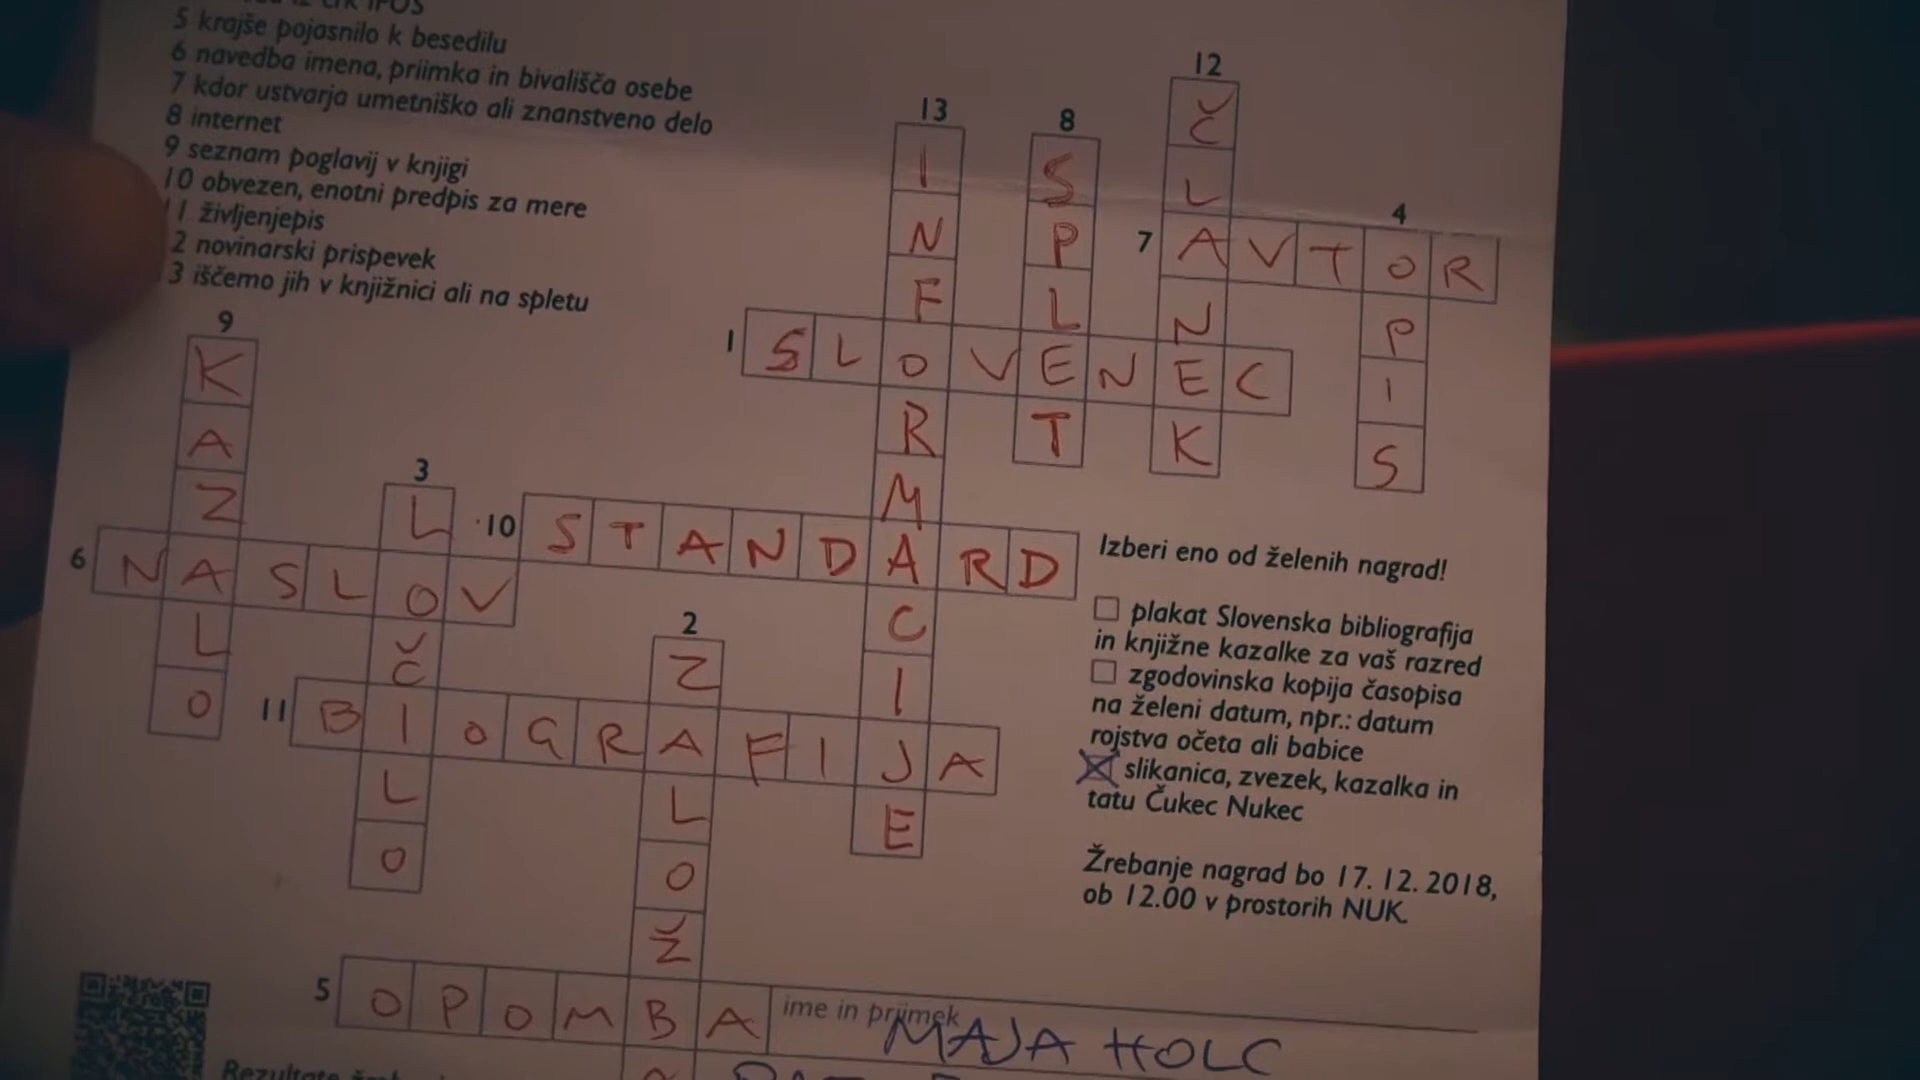 IPUS
5 krajše pojasnilo k besedilu
6 navedba imena, priimka in bivališča osebe
7 kdor ustvarja umetniško ali znanstveno delo
8 internet
9 seznam poglavij v knjigi
10 obvezen, enotni predpis za mere
11 življenjepis
2 novinarski prispevek
3 iščemo jih v knjižnici ali na spletu
12 ČLANEK
13 INFORMACIJE
8 SPLET
4 OPIS
7 AVTOR
1 SLOVENEC
9 KAZALO
3 LOČILO
10 STANDARD
6 NASLOV
2 ZALOŽB
11 BIOGRAFIJA
5 OPOMBA
Izberi eno od želenih nagrad!
plakat Slovenska bibliografija
in knjižne kazalke za vaš razred
zgodovinska kopija časopisa
na želeni datum, npr.: datum
rojstva očeta ali babice
slikanica, zvezek, kazalka in
tatu Čukec Nukec
Žrebanje nagrad bo 17. 12. 2018,
ob 12.00 v prostorih NUK.
ime in priimek
MAJA HOLC
Rezultate